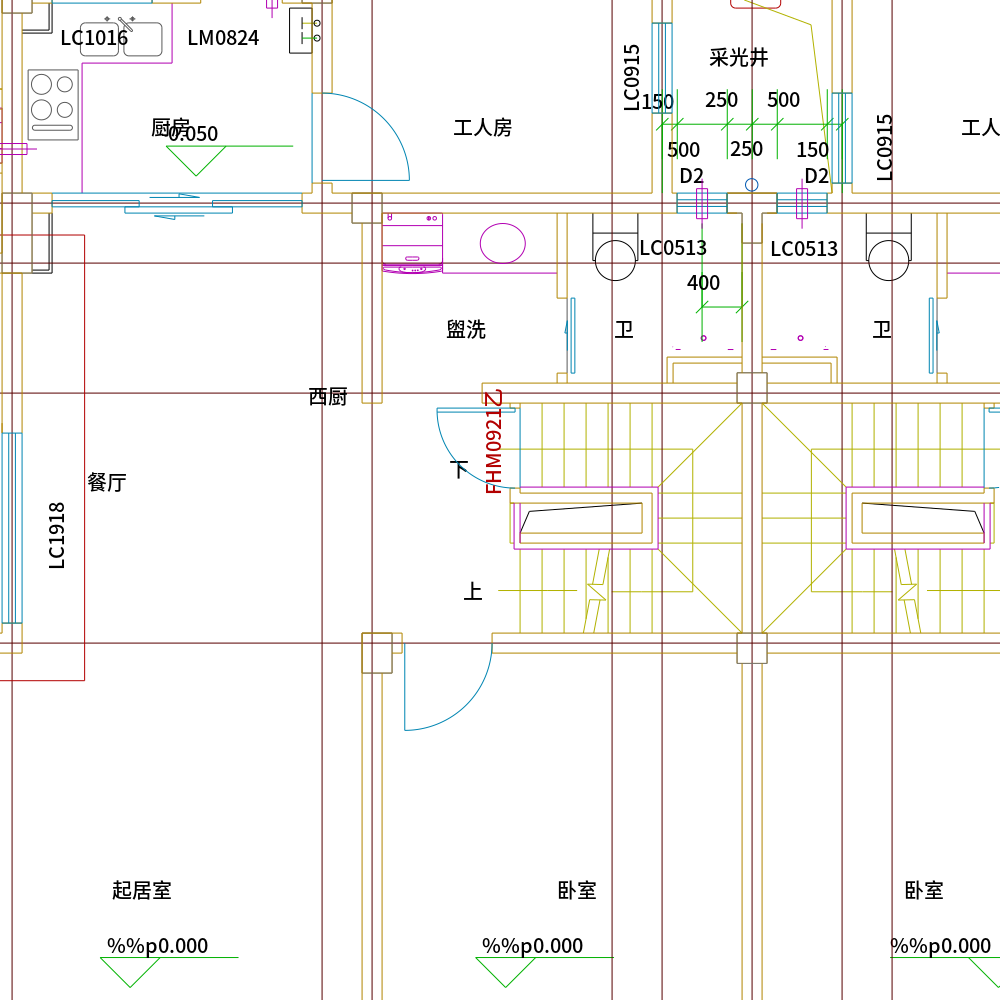 LC1016
LM0824
LC0915
采光井
150
250
500
厨房
0.050
工人房
LC0915
工人
500
250
150
D2
D2
LC0513
LC0513
400
盥洗
卫
卫
西厨
FHM0921乙
下
餐厅
LC1918
上
起居室
卧室
卧室
%%p0.000
%%p0.000
%%p0.000